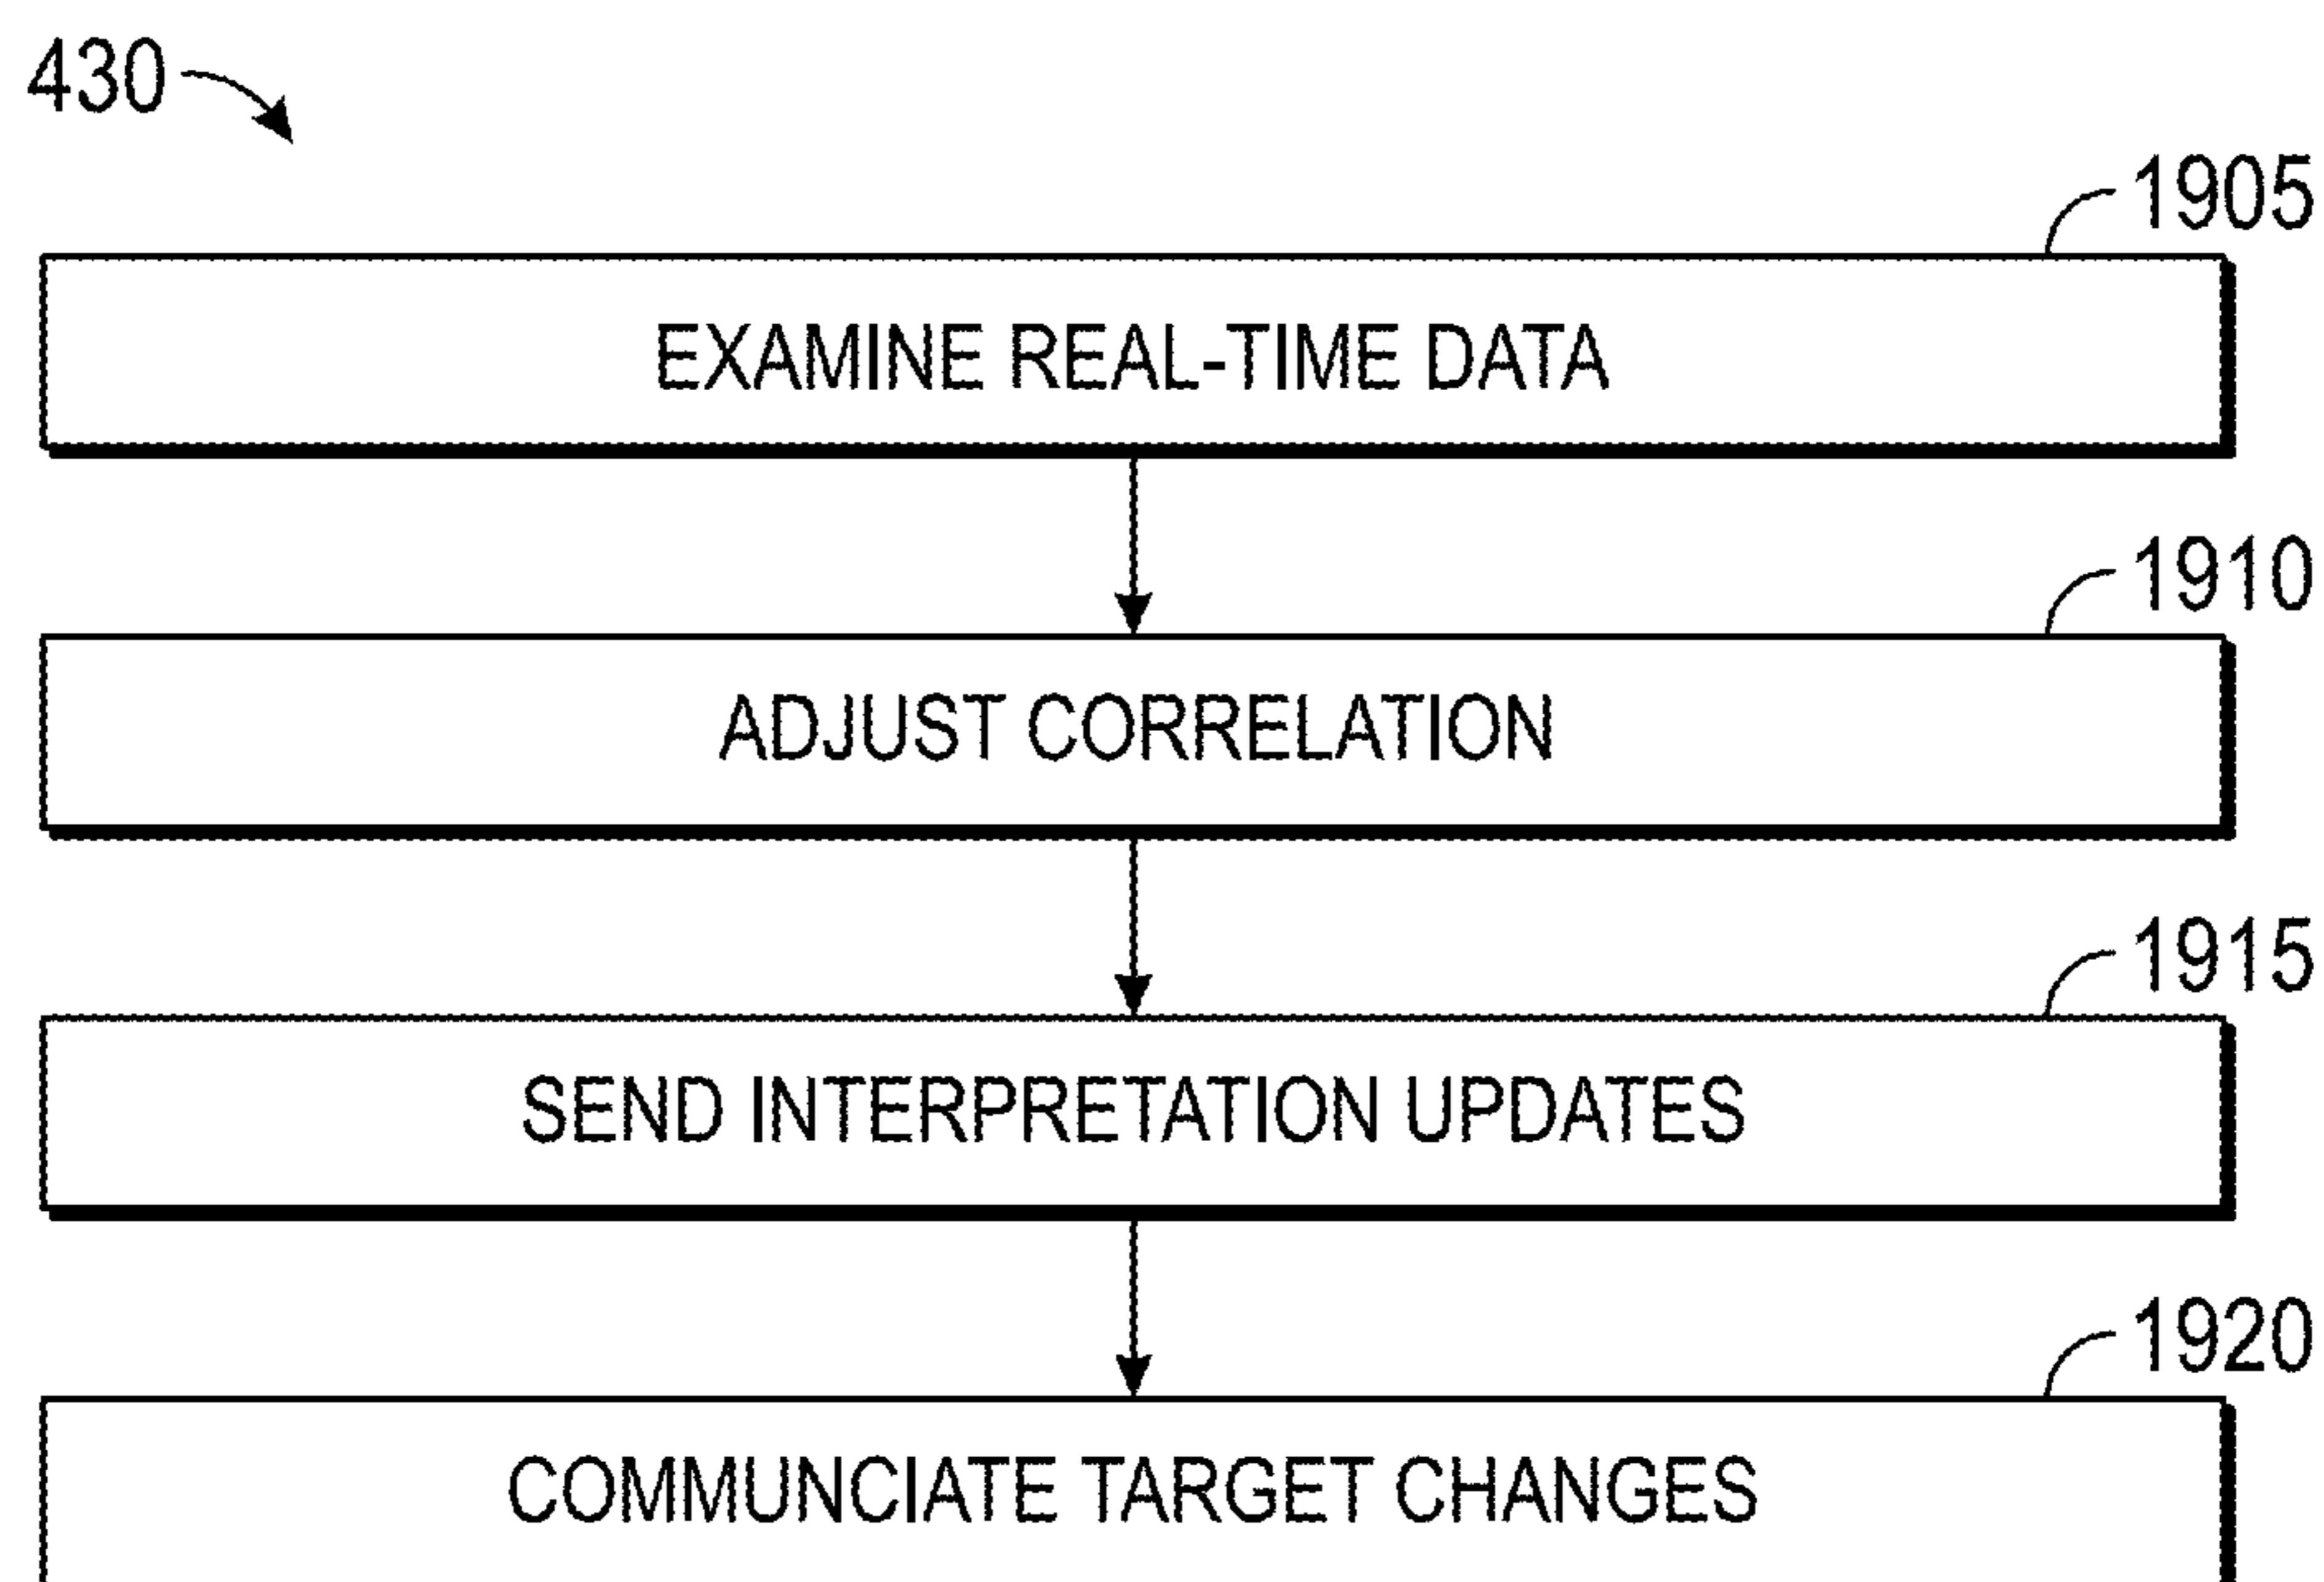 430
1905
EXAMINE REAL-TIME DATA
1910
ADJUST CORRELATION
1915
SEND INTERPRETATION UPDATES
1920
COMMUNCIATE TARGET CHANGES